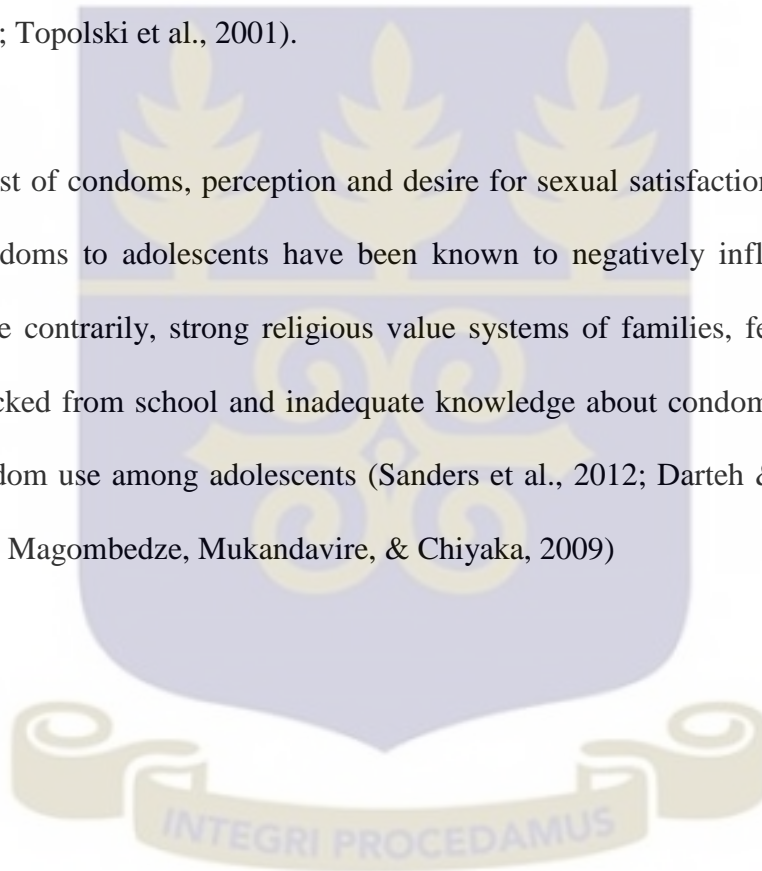 ; Topolski et al., 2001).
st of condoms, perception and desire for sexual satisfaction
doms to adolescents have been known to negatively infl
e contrarily, strong religious value systems of families, fe
cked from school and inadequate knowledge about condom
dom use among adolescents (Sanders et al., 2012; Darteh &
Magombedze, Mukandavire, & Chiyaka, 2009)
INTEGRI PROCEDAMUS